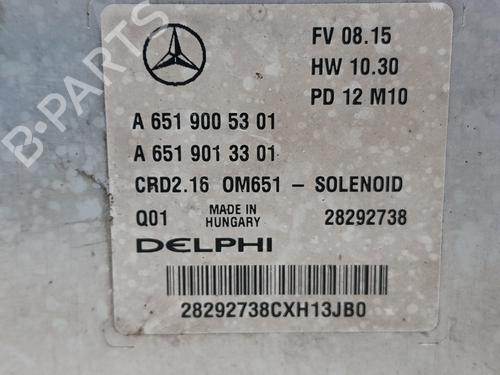 FV 08.15
HW 10.30
PD 12 M10
A 651 900 53 01
A 651 901 33 01
CRD2.16 OM651 - SOLENOID
Q01 MADE IN HUNGARY 28292738
DELPHI
28292738CXH13JB0
B-PARTS